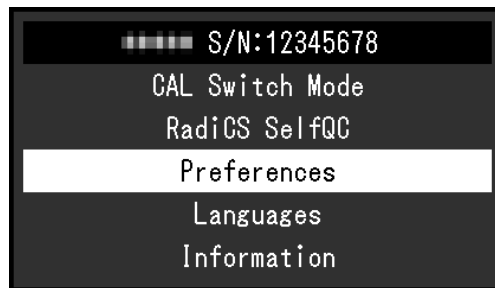 S/N:12345678
CAL Switch Mode
RadiCS SelfQC
Preferences
Languages
Information